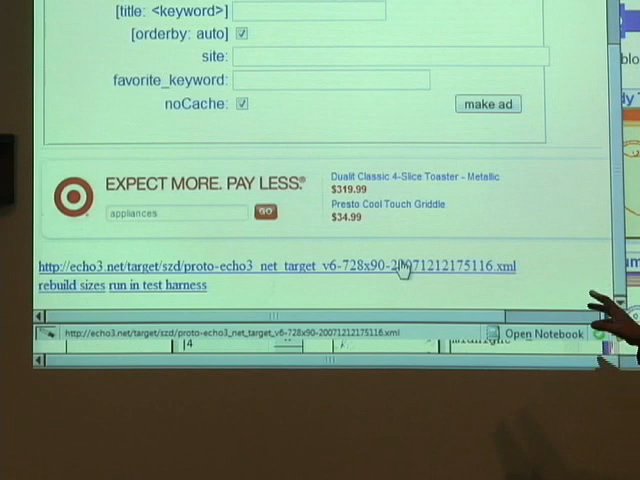 [title: <keyword>]
[orderby: auto]
site:
favorite_keyword:
noCache:
make ad
EXPECT MORE. PAY LESS.®
appliances
GO
Dualit Classic 4-Slice Toaster - Metallic
$319.99
Presto Cool Touch Griddle
$34.99
http://echo3.net/target/szd/proto-echo3_net_target_v6-728x90-20071212175116.xml
rebuild sizes run in test harness
http://echo3.net/target/szd/proto-echo3_net_target_v6-728x90-20071212175116.xml
Open Notebook